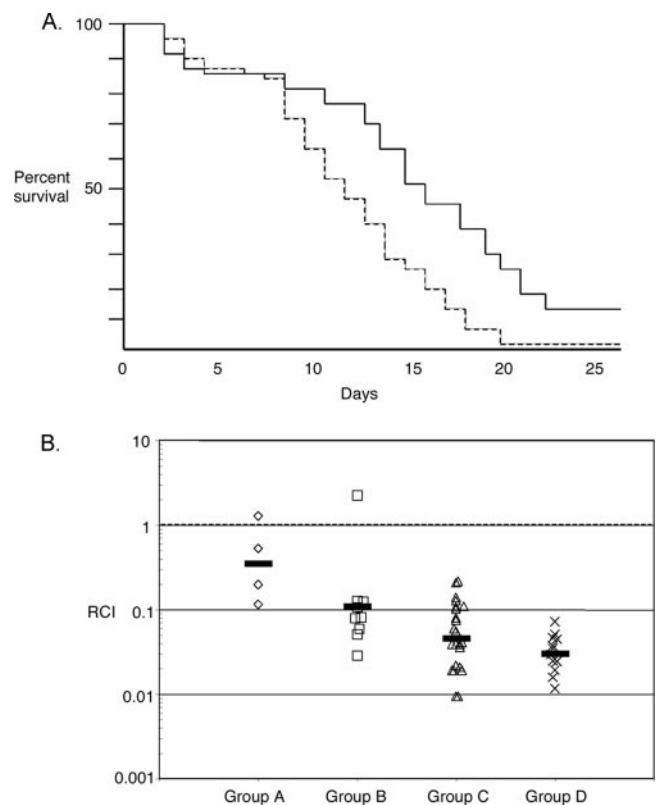 A.
100
Percent
survival
50
0 5 10 15 20 25
Days
B.
10
1
RCI
0.1
0.01
0.001
Group A Group B Group C Group D